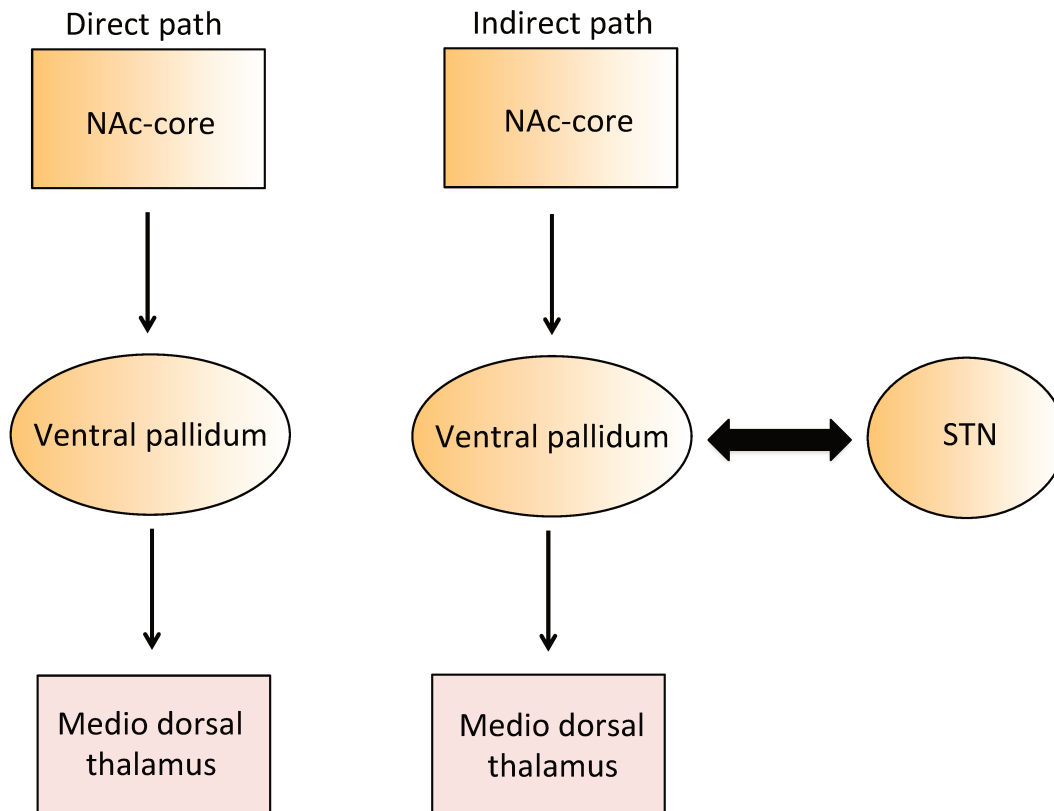 Direct path
NAc-core
Ventral pallidum
Medio dorsal
thalamus
Indirect path
NAc-core
Ventral pallidum
STN
Medio dorsal
thalamus